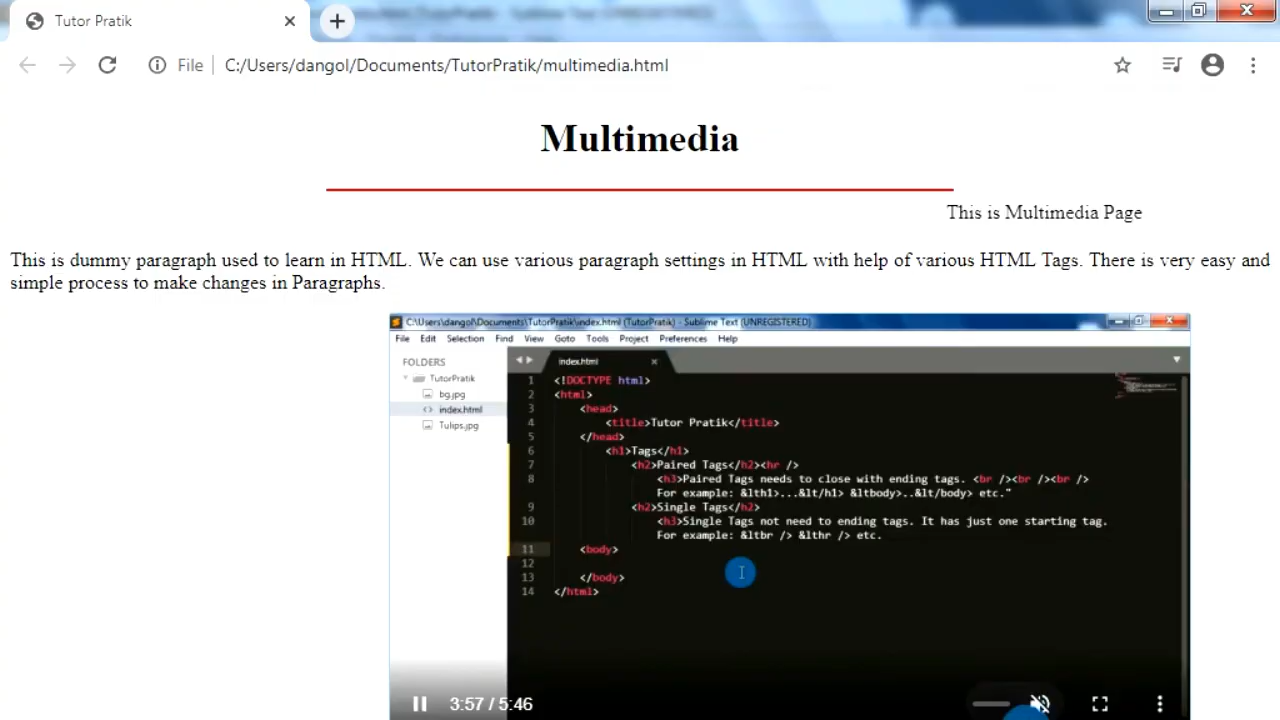 Tutor Pratik
File
C:/Users/dangol/Documents/TutorPratik/multimedia.html
Multimedia
This is Multimedia Page
This is dummy paragraph used to learn in HTML. We can use various paragraph settings in HTML with help of various HTML Tags. There is very easy and
simple process to make changes in Paragraphs.
C:\Users\dangol\Documents\TutorPratik\index.html (TutorPratik) - Sublime Text (UNREGISTERED)
File Edit Selection Find View Goto Tools Project Preferences Help
FOLDERS
TutorPratik
bg.jpg
index.html
Tulips.jpg
index.html
1 <!DOCTYPE html>
2 <html>
3 <head>
4 <title>Tutor Pratik</title>
5 </head>
6 <h1>Tags</h1>
7 <h2>Paired Tags</h2><hr />
8 <h3>Paired Tags needs to close with ending tags. <br /><br /><br />
For example: &lth1>...&lt/h1> &ltbody>..&lt/body> etc."
9 <h2>Single Tags</h2>
10 <h3>Single Tags not need to ending tags. It has just one starting tag.
For example: &ltbr /> &lthr /> etc.
11 <body>
12
13 </body>
14 </html>
3:57 / 5:46